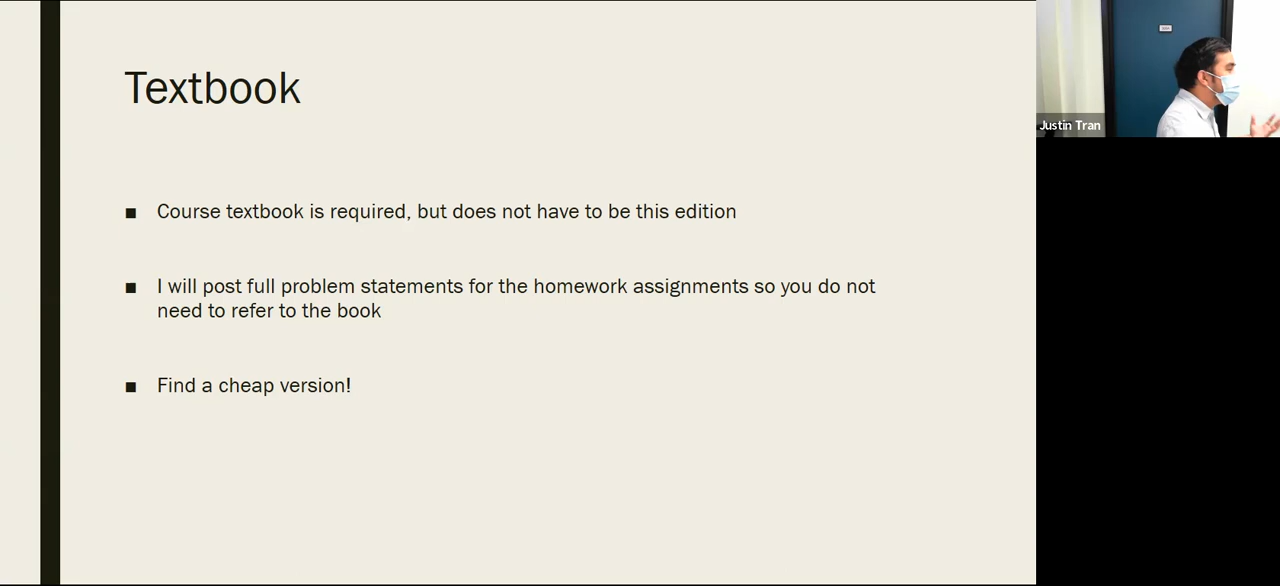 Textbook
■ Course textbook is required, but does not have to be this edition
■ I will post full problem statements for the homework assignments so you do not
need to refer to the book
■ Find a cheap version!
Justin Tran